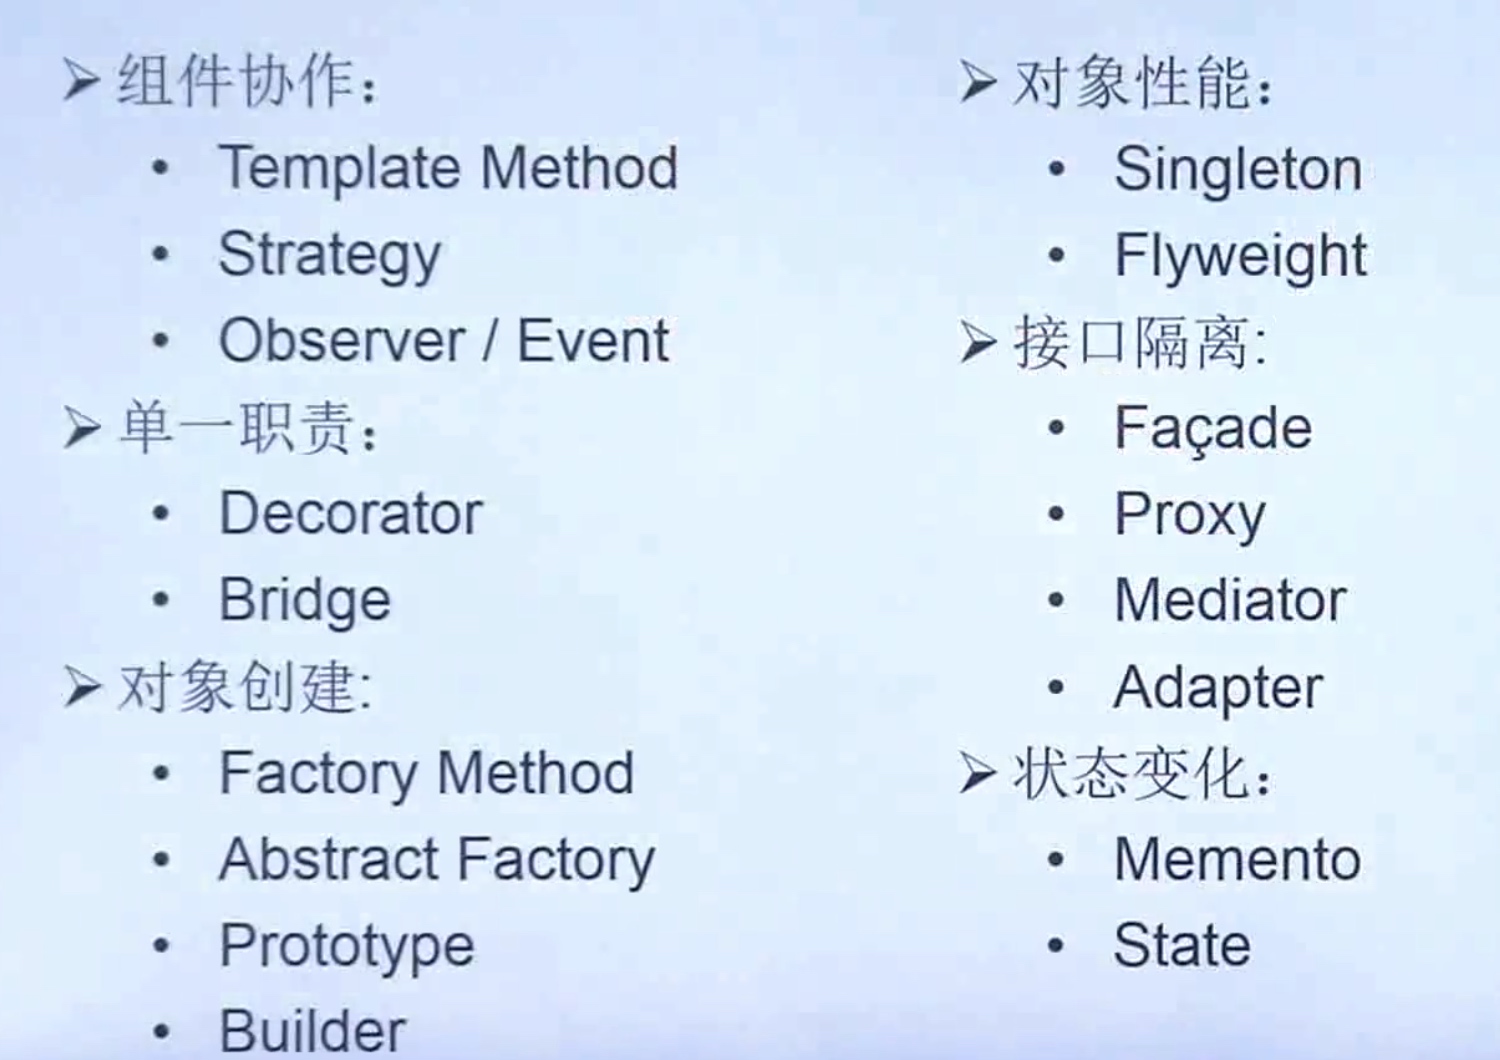 ➢ 组件协作：
• Template Method
• Strategy
• Observer / Event
➢ 单一职责：
• Decorator
• Bridge
➢ 对象创建:
• Factory Method
• Abstract Factory
• Prototype
• Builder
➢ 对象性能：
• Singleton
• Flyweight
➢ 接口隔离:
• Façade
• Proxy
• Mediator
• Adapter
➢ 状态变化：
• Memento
• State